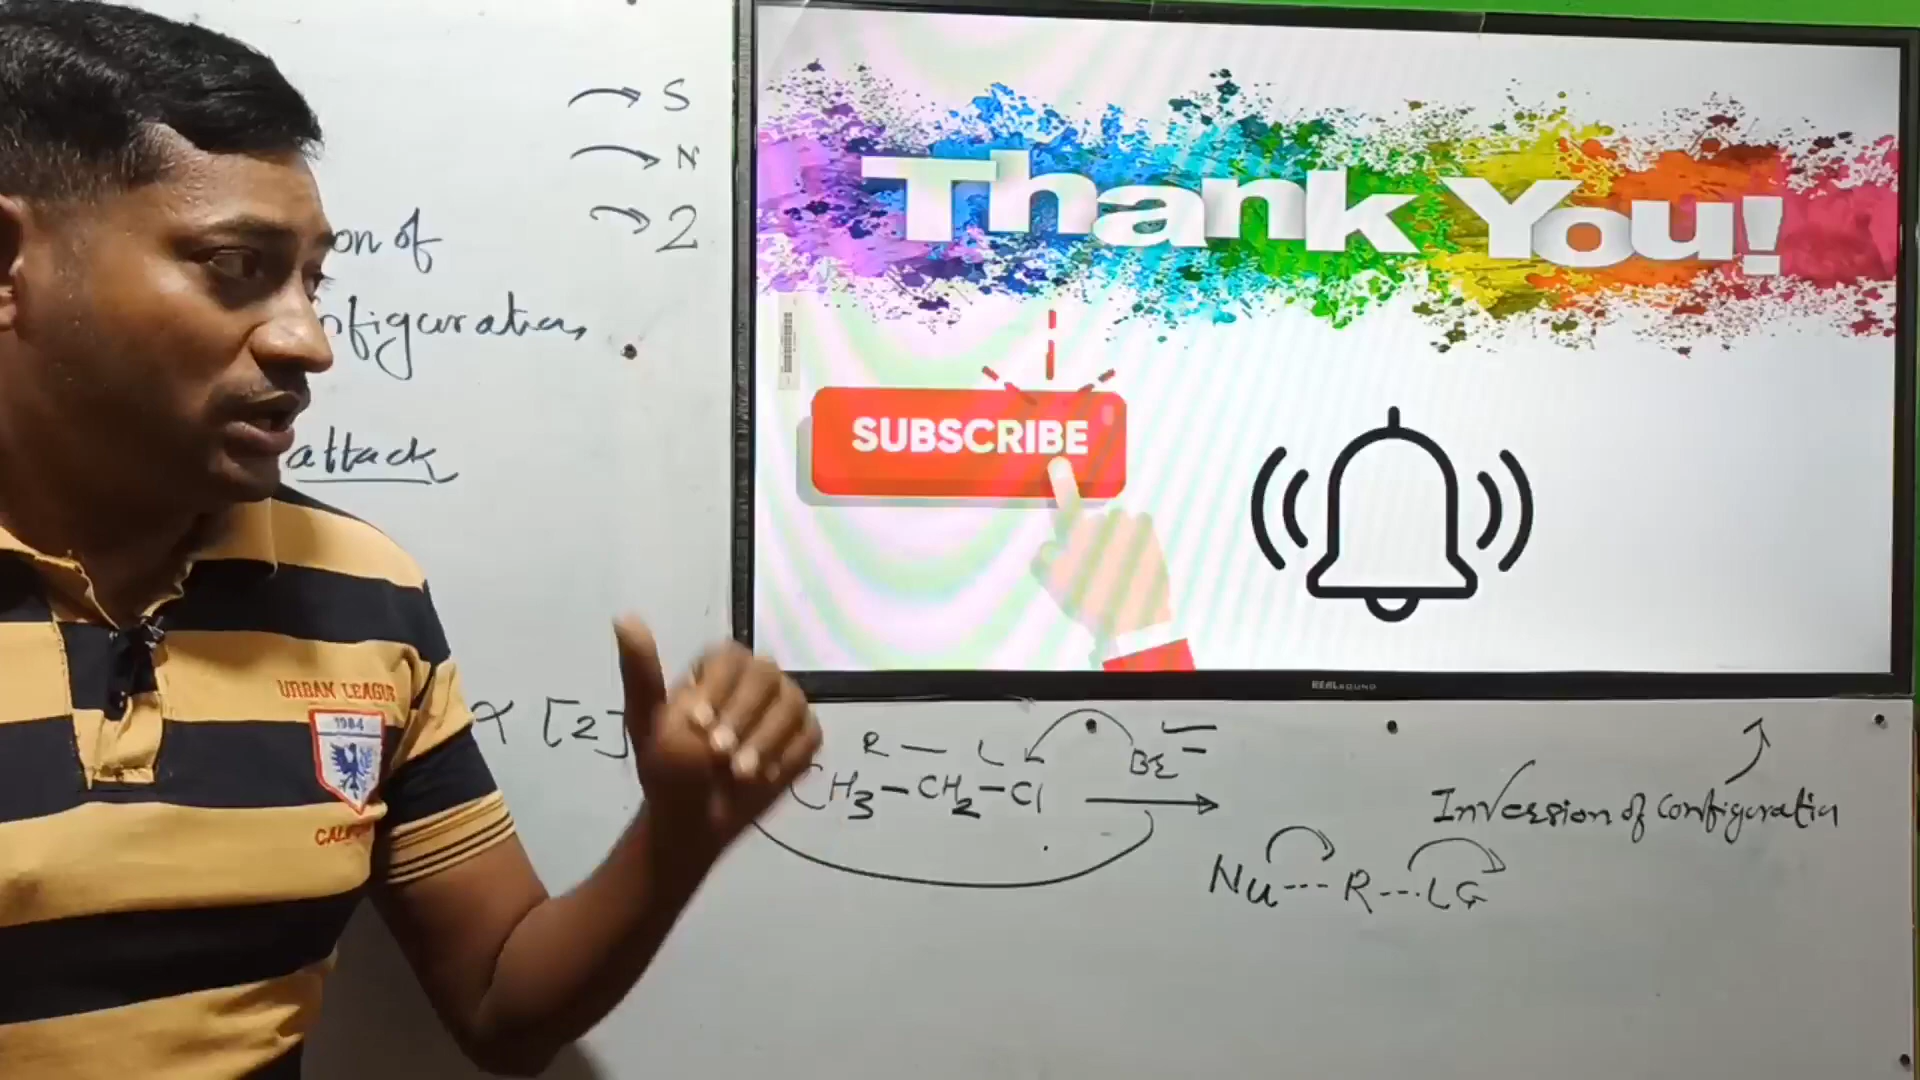 S
N
2
on of
nfiguration
attack
Thank You!
SUBSCRIBE
REALSOUND
URBAN LEAGUE
1984
∝ [2]
R — L
CH3—CH2—Cl
Inversion of configuration
Nu---R---LG